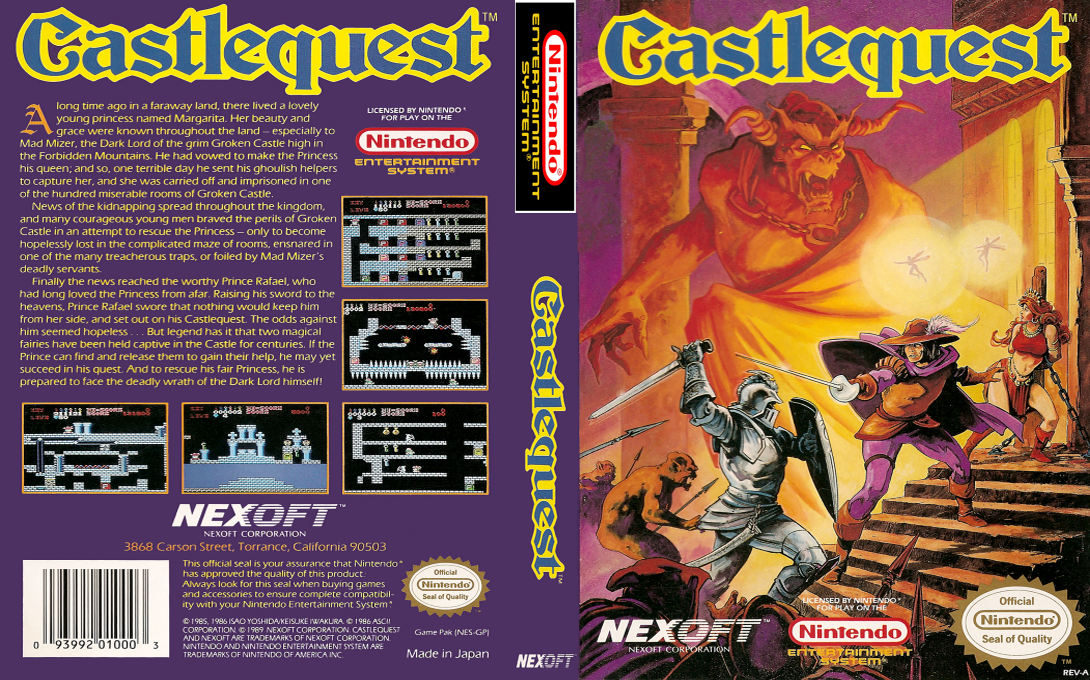 Castlequest™
A long time ago in a faraway land, there lived a lovely
young princess named Margarita. Her beauty and
grace were known throughout the land – especially to
Mad Mizer, the Dark Lord of the grim Groken Castle high in
the Forbidden Mountains. He had vowed to make the Princess
his queen; and so, one terrible day he sent his ghoulish helpers
to capture her, and she was carried off and imprisoned in one
of the hundred miserable rooms of Groken Castle.
News of the kidnapping spread throughout the kingdom,
and many courageous young men braved the perils of Groken
Castle in an attempt to rescue the Princess – only to become
hopelessly lost in the complicated maze of rooms, ensnared in
one of the many treacherous traps, or foiled by Mad Mizer's
deadly servants.
Finally the news reached the worthy Prince Rafael, who
had long loved the Princess from afar. Raising his sword to the
heavens, Prince Rafael swore that nothing would keep him
from her side, and set out on his Castlequest. The odds against
him seemed hopeless . . . But legend has it that two magical
fairies have been held captive in the Castle for centuries. If the
Prince can find and release them to gain their help, he may yet
succeed in his quest. And to rescue his fair Princess, he is
prepared to face the deadly wrath of the Dark Lord himself!
LICENSED BY NINTENDO®
FOR PLAY ON THE
Nintendo®
ENTERTAINMENT
SYSTEM®
NEXOFT™
NEXOFT CORPORATION
3868 Carson Street, Torrance, California 90503
This official seal is your assurance that Nintendo®
has approved the quality of this product.
Always look for this seal when buying games
and accessories to ensure complete compatibil-
ity with your Nintendo Entertainment System®
© 1985, 1986 ISAO YOSHIDA/KEISUKE IWAKURA. © 1986 ASCII
CORPORATION. © 1989 NEXOFT CORPORATION. CASTLEQUEST
AND NEXOFT ARE TRADEMARKS OF NEXOFT CORPORATION.
NINTENDO AND NINTENDO ENTERTAINMENT SYSTEM ARE
TRADEMARKS OF NINTENDO OF AMERICA INC.
Official
Nintendo®
Seal of Quality
Game Pak (NES-GP)
Made in Japan
0 93992 01000 3
Nintendo®
ENTERTAINMENT
SYSTEM®
Castlequest™
NEXOFT
Castlequest™
NEXOFT™
NEXOFT CORPORATION
LICENSED BY NINTENDO®
FOR PLAY ON THE
Nintendo®
ENTERTAINMENT
SYSTEM®
Official
Nintendo®
Seal of Quality
TM
REV-A